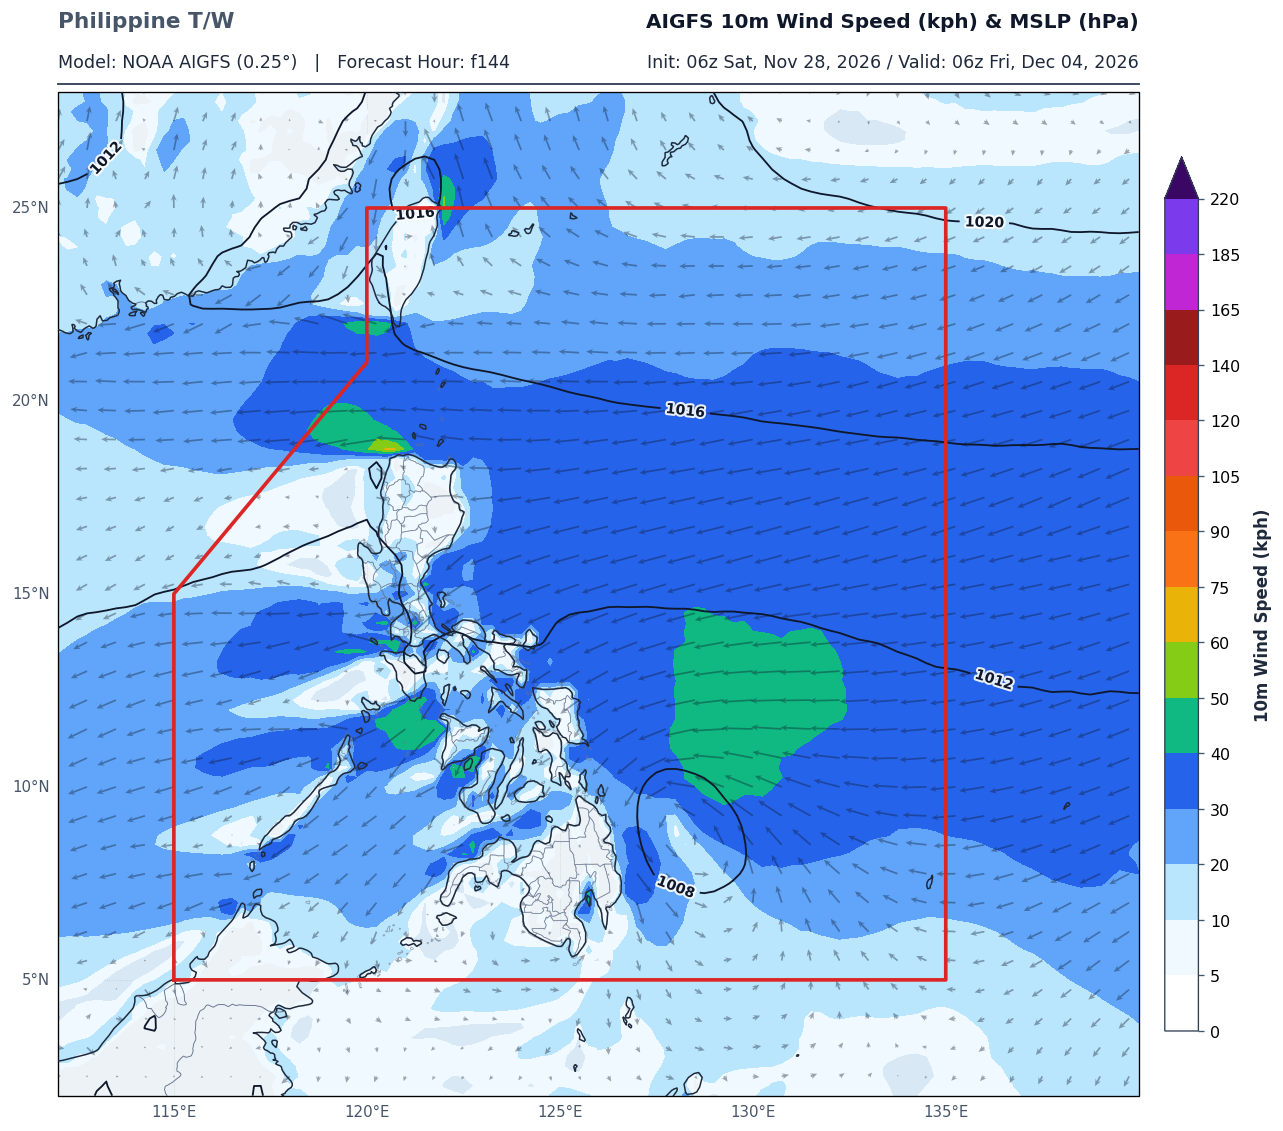 Philippine T/W
AIGFS 10m Wind Speed (kph) & MSLP (hPa)
Model: NOAA AIGFS (0.25°)   |   Forecast Hour: f144
Init: 06z Sat, Nov 28, 2026 / Valid: 06z Fri, Dec 04, 2026
1012
1016
1020
1016
1012
1008
25°N
20°N
15°N
10°N
5°N
115°E
120°E
125°E
130°E
135°E
220
185
165
140
120
105
90
75
60
50
40
30
20
10
5
0
10m Wind Speed (kph)